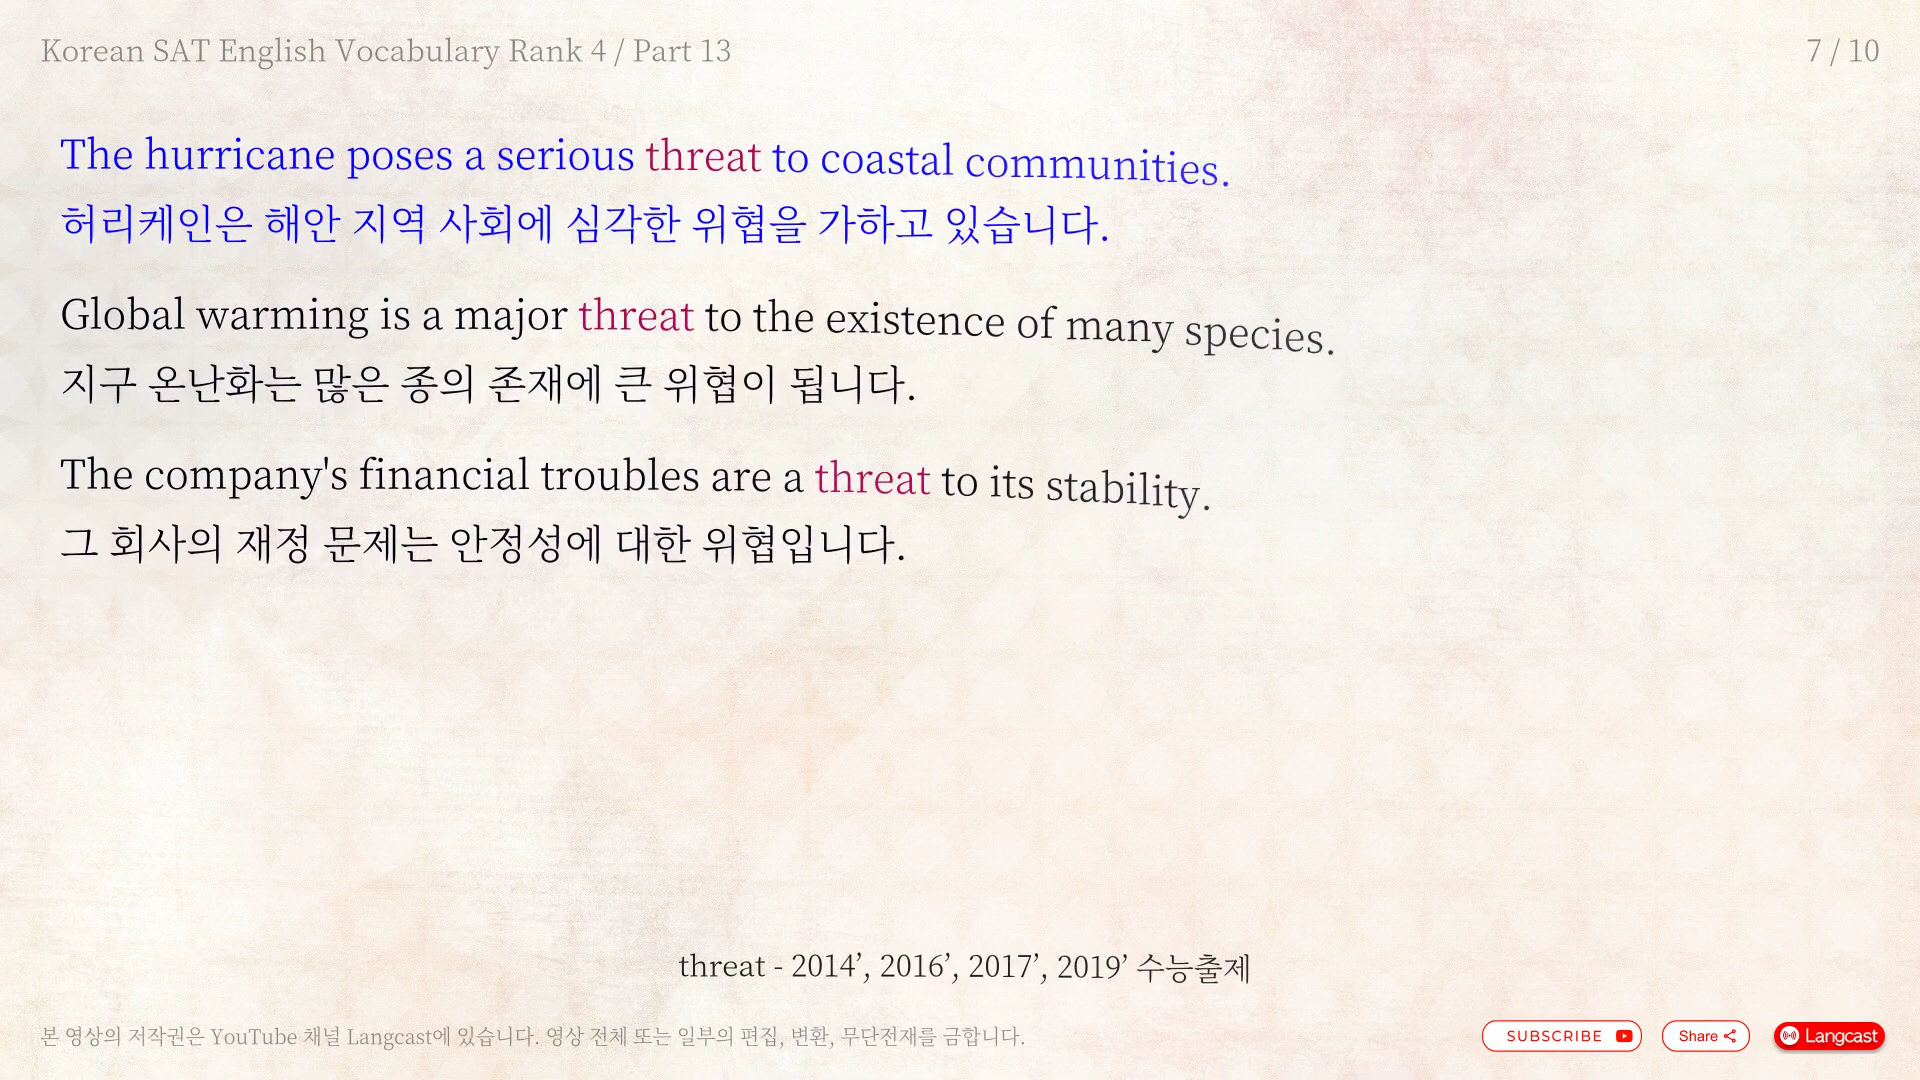 Korean SAT English Vocabulary Rank 4 / Part 13
7 / 10
The hurricane poses a serious threat to coastal communities.
허리케인은 해안 지역 사회에 심각한 위협을 가하고 있습니다.
Global warming is a major threat to the existence of many species.
지구 온난화는 많은 종의 존재에 큰 위협이 됩니다.
The company's financial troubles are a threat to its stability.
그 회사의 재정 문제는 안정성에 대한 위협입니다.
threat - 2014’, 2016’, 2017’, 2019’ 수능출제
본 영상의 저작권은 YouTube 채널 Langcast에 있습니다. 영상 전체 또는 일부의 편집, 변환, 무단전재를 금합니다.
SUBSCRIBE
Share
Langcast